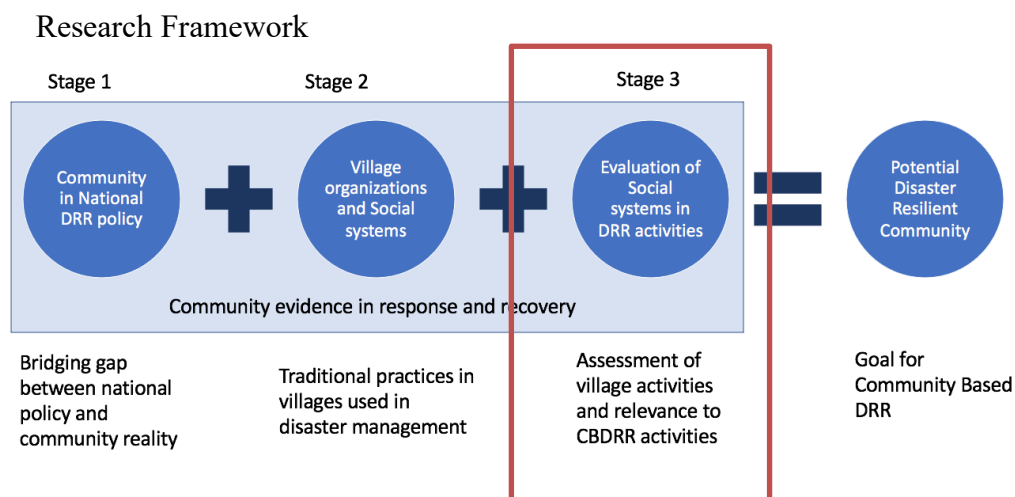 Research Framework
Stage 1
Stage 2
Stage 3
Community
in National
DRR policy
Village
organizations
and Social
systems
Evaluation of
Social
systems in
DRR activities
Potential
Disaster
Resilient
Community
Community evidence in response and recovery
Bridging gap
between national
policy and
community reality
Traditional practices in
villages used in
disaster management
Assessment of
village activities
and relevance to
CBDRR activities
Goal for
Community Based
DRR